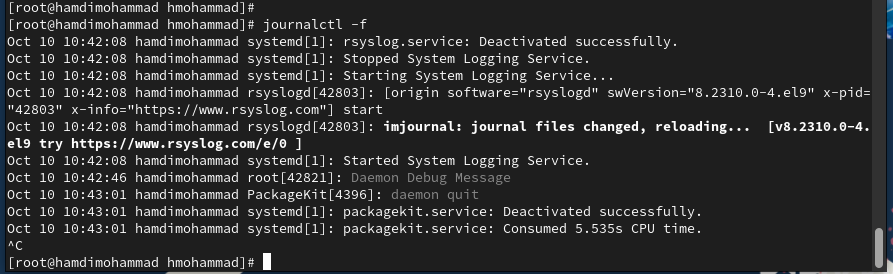 [root@hamdimohammad hmohammad]#
[root@hamdimohammad hmohammad]# journalctl -f
Oct 10 10:42:08 hamdimohammad systemd[1]: rsyslog.service: Deactivated successfully.
Oct 10 10:42:08 hamdimohammad systemd[1]: Stopped System Logging Service.
Oct 10 10:42:08 hamdimohammad systemd[1]: Starting System Logging Service...
Oct 10 10:42:08 hamdimohammad rsyslogd[42803]: [origin software="rsyslogd" swVersion="8.2310.0-4.el9" x-pid=
"42803" x-info="https://www.rsyslog.com"] start
Oct 10 10:42:08 hamdimohammad rsyslogd[42803]: imjournal: journal files changed, reloading...  [v8.2310.0-4.
el9 try https://www.rsyslog.com/e/0 ]
Oct 10 10:42:08 hamdimohammad systemd[1]: Started System Logging Service.
Oct 10 10:42:46 hamdimohammad root[42821]: Daemon Debug Message
Oct 10 10:43:01 hamdimohammad PackageKit[4396]: daemon quit
Oct 10 10:43:01 hamdimohammad systemd[1]: packagekit.service: Deactivated successfully.
Oct 10 10:43:01 hamdimohammad systemd[1]: packagekit.service: Consumed 5.535s CPU time.
^C
[root@hamdimohammad hmohammad]#